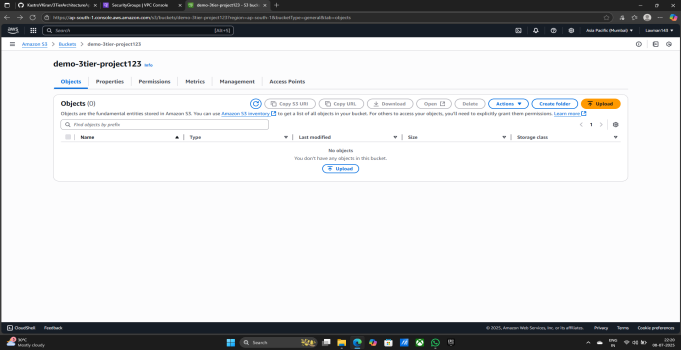 KastroVKiran/3TierArchitecture/a
SecurityGroups | VPC Console
demo-3tier-project123 - S3 buck
https://ap-south-1.console.aws.amazon.com/s3/buckets/demo-3tier-project123?region=ap-south-1&bucketType=general&tab=objects
aws
Search
[Alt+S]
Asia Pacific (Mumbai)
Laxman143
Amazon S3
Buckets
demo-3tier-project123
demo-3tier-project123 Info
Objects
Properties
Permissions
Metrics
Management
Access Points
Objects (0)
Copy S3 URI
Copy URL
Download
Open
Delete
Actions
Create folder
Upload
Objects are the fundamental entities stored in Amazon S3. You can use Amazon S3 inventory to get a list of all objects in your bucket. For others to access your objects, you'll need to explicitly grant them permissions. Learn more
Find objects by prefix
1
Name
Type
Last modified
Size
Storage class
No objects
You don't have any objects in this bucket.
Upload
CloudShell
Feedback
© 2025, Amazon Web Services, Inc. or its affiliates.
Privacy
Terms
Cookie preferences
30°C
Mostly cloudy
Search
ENG
IN
22:20
08-07-2025